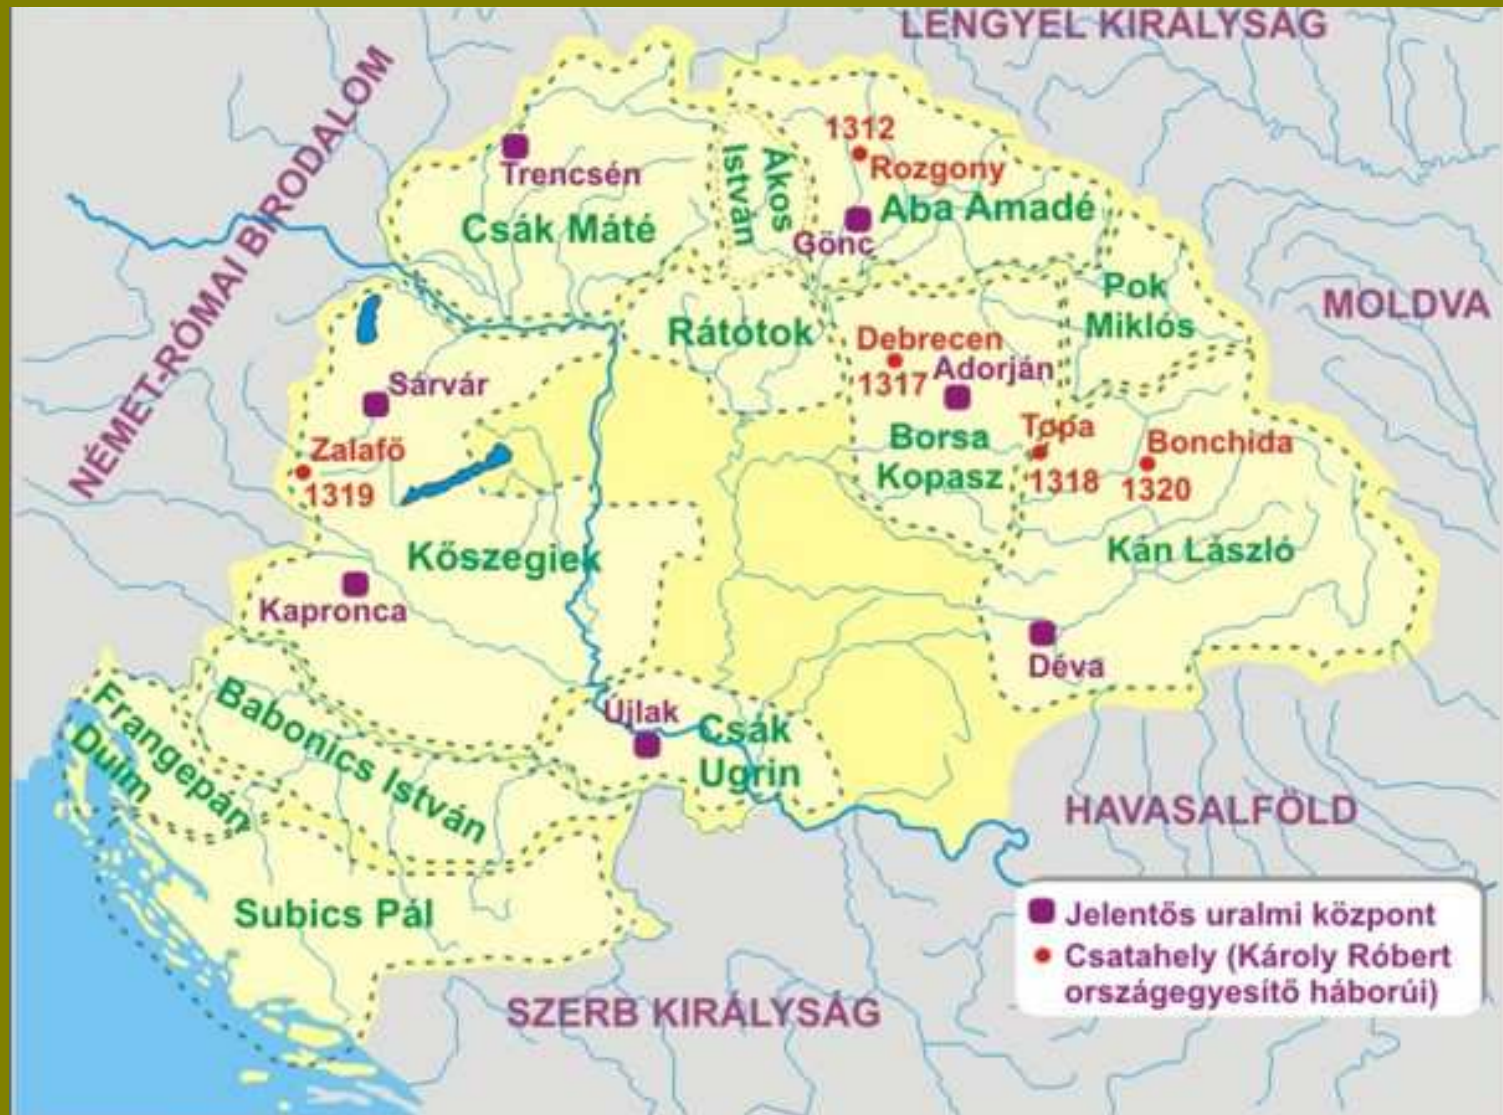 LENGYEL KIRÁLYSÁG
NÉMET-RÓMAI BIRODALOM
1312
Rozgony
Trencsén
Ákos
István
Csák Máté
Aba Amadé
Gönc
Pok
Miklós
MOLDVA
Rátótok
Debrecen
1317
Adorján
Sárvár
Zalafő
1319
Borsa
Kopasz
Topa
1318
Bonchida
1320
Kőszegiek
Kán László
Kapronca
Déva
Frangepán
Dulm
Babonics István
Újlak
Csák
Ugrin
HAVASALFÖLD
Subics Pál
SZERB KIRÁLYSÁG
Jelentős uralmi központ
Csatahely (Károly Róbert
országegyesítő háborúi)